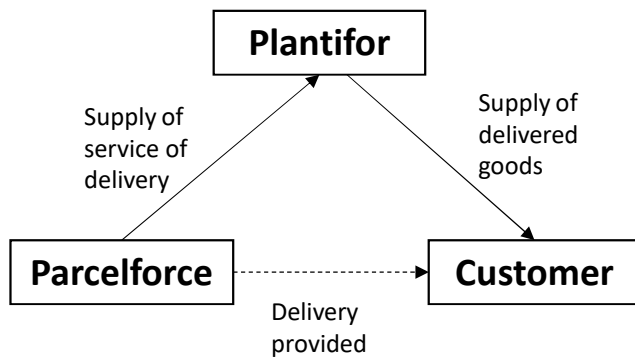 Plantifor
Supply of
service of
delivery
Supply of
delivered
goods
Parcelforce
Customer
Delivery
provided